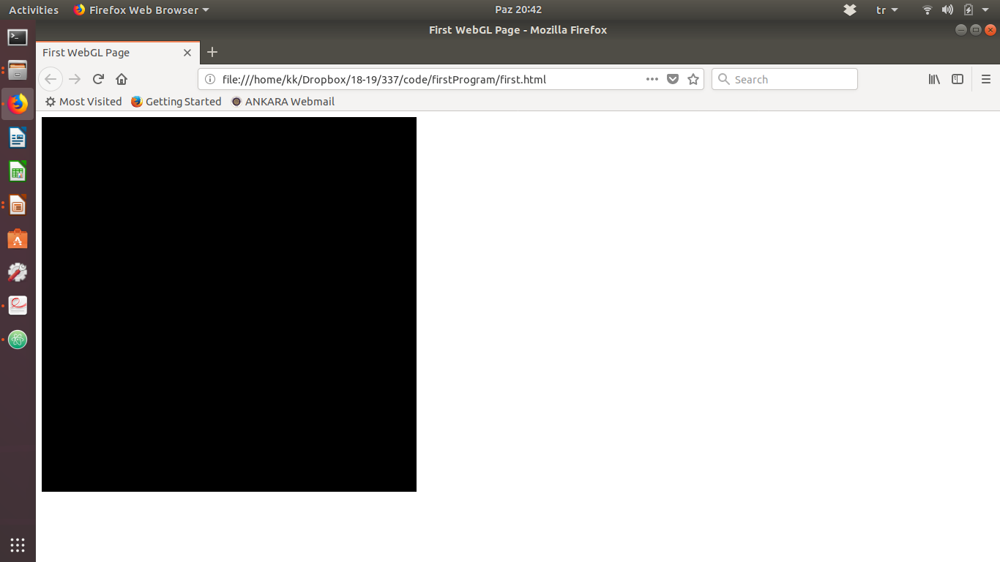 Activities Firefox Web Browser Paz 20:42 tr
First WebGL Page - Mozilla Firefox
First WebGL Page
file:///home/kk/Dropbox/18-19/337/code/firstProgram/first.html Search
Most Visited Getting Started ANKARA Webmail